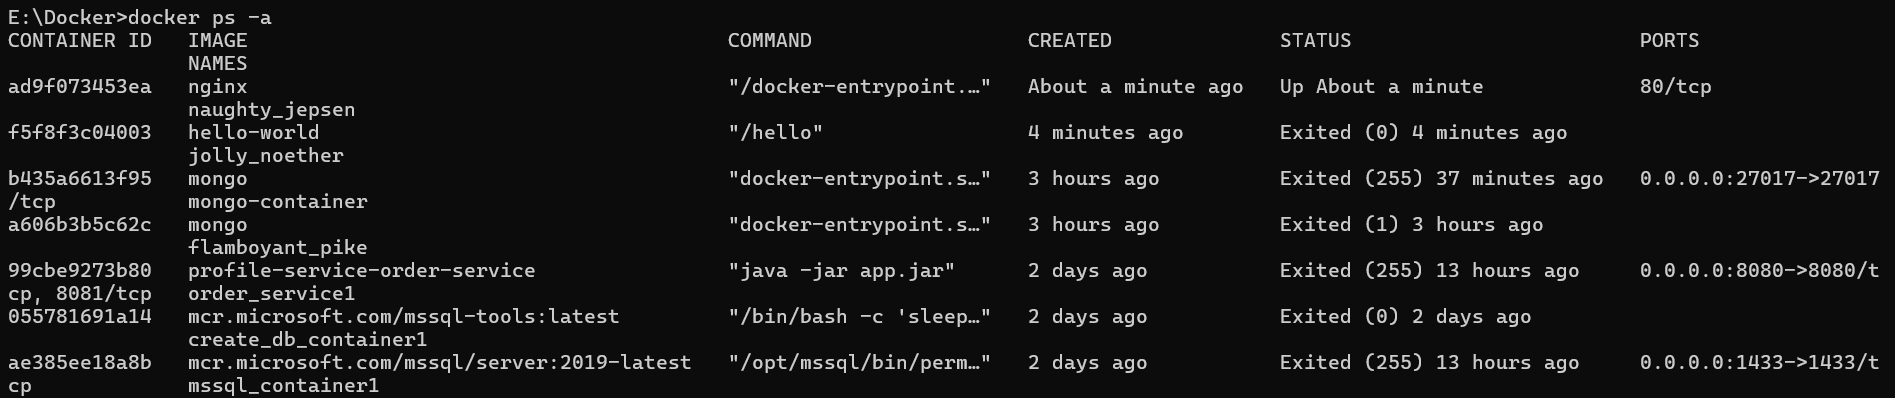 E:\Docker>docker ps -a
CONTAINER ID   IMAGE                                        COMMAND                  CREATED              STATUS                        PORTS
               NAMES
ad9f073453ea   nginx                                        "/docker-entrypoint.…"   About a minute ago   Up About a minute             80/tcp
               naughty_jepsen
f5f8f3c04003   hello-world                                  "/hello"                 4 minutes ago        Exited (0) 4 minutes ago
               jolly_noether
b435a6613f95   mongo                                        "docker-entrypoint.s…"   3 hours ago          Exited (255) 37 minutes ago   0.0.0.0:27017->27017
/tcp           mongo-container
a606b3b5c62c   mongo                                        "docker-entrypoint.s…"   3 hours ago          Exited (1) 3 hours ago
               flamboyant_pike
99cbe9273b80   profile-service-order-service                "java -jar app.jar"      2 days ago           Exited (255) 13 hours ago     0.0.0.0:8080->8080/t
cp, 8081/tcp   order_service1
055781691a14   mcr.microsoft.com/mssql-tools:latest         "/bin/bash -c 'sleep…"   2 days ago           Exited (0) 2 days ago
               create_db_container1
ae385ee18a8b   mcr.microsoft.com/mssql/server:2019-latest   "/opt/mssql/bin/perm…"   2 days ago           Exited (255) 13 hours ago     0.0.0.0:1433->1433/t
cp             mssql_container1